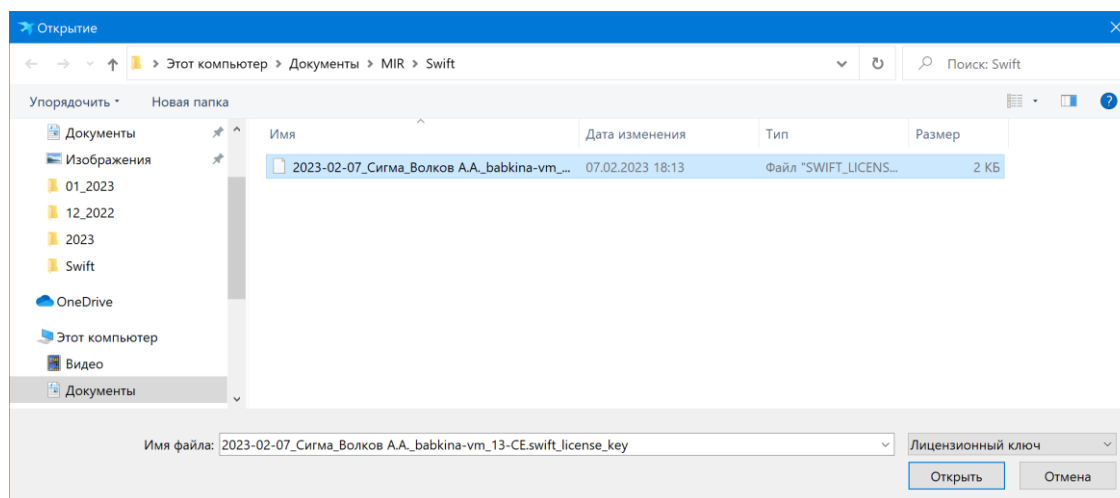 Открытие
Этот компьютер > Документы > MIR > Swift
Поиск: Swift
Упорядочить
Новая папка
Имя
Дата изменения
Тип
Размер
2023-02-07_Сигма_Волков А.А._babkina-vm_...
07.02.2023 18:13
Файл "SWIFT_LICENS...
2 КБ
Документы
Изображения
01_2023
12_2022
2023
Swift
OneDrive
Этот компьютер
Видео
Документы
Имя файла:
2023-02-07_Сигма_Волков А.А._babkina-vm_13-CE.swift_license_key
Лицензионный ключ
Открыть
Отмена